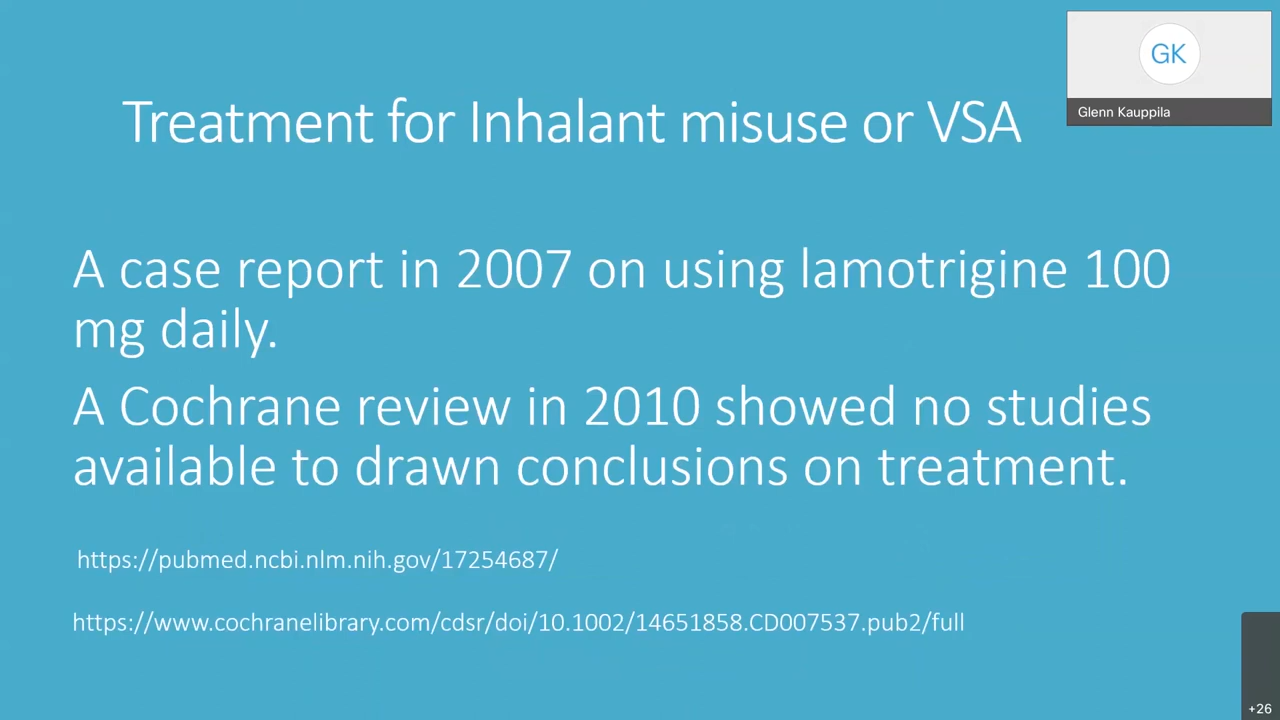 GK
Glenn Kauppila
Treatment for Inhalant misuse or VSA
A case report in 2007 on using lamotrigine 100
mg daily.
A Cochrane review in 2010 showed no studies
available to drawn conclusions on treatment.
https://pubmed.ncbi.nlm.nih.gov/17254687/
https://www.cochranelibrary.com/cdsr/doi/10.1002/14651858.CD007537.pub2/full
+26